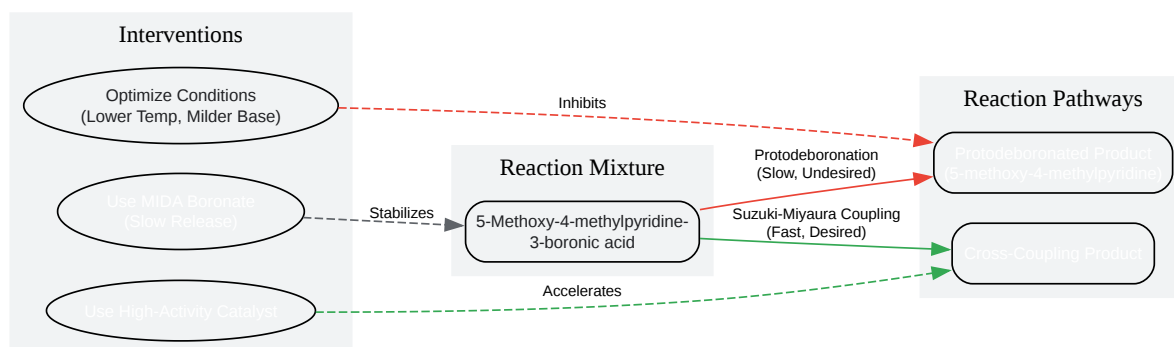 Interventions
Optimize Conditions
(Lower Temp, Milder Base)
Use MIDA Boronate
(Slow Release)
Use High-Activity Catalyst
Inhibits
Stabilizes
Accelerates
Reaction Mixture
5-Methoxy-4-methylpyridine-
3-boronic acid
Protodeboronation
(Slow, Undesired)
Suzuki-Miyaura Coupling
(Fast, Desired)
Reaction Pathways
Protodeboronated Product
(5-methoxy-4-methylpyridine)
Cross-Coupling Product